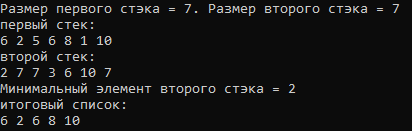 Размер первого стэка = 7. Размер второго стэка = 7
первый стек:
6 2 5 6 8 1 10
второй стек:
2 7 7 3 6 10 7
Минимальный элемент второго стэка = 2
итоговый список:
6 2 6 8 10